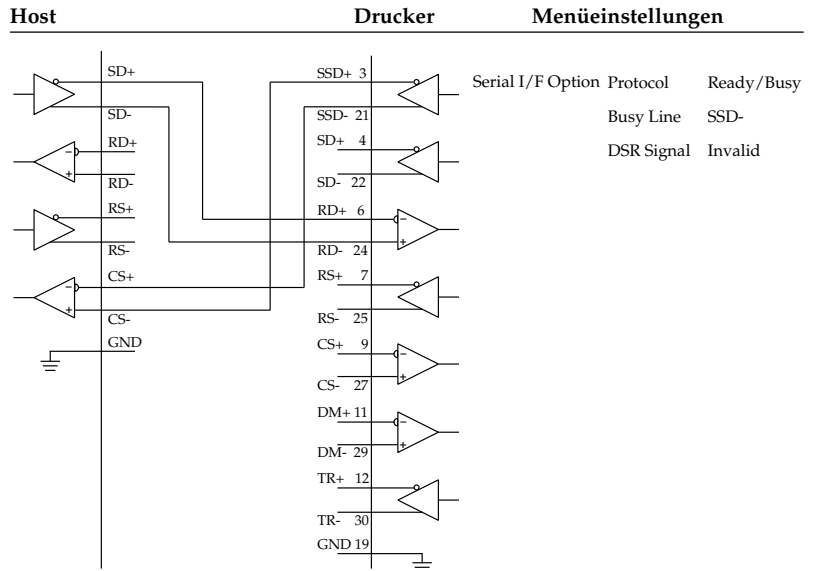 Host Drucker Menüeinstellungen
SD+ SSD+ 3 Serial I/F Option Protocol Ready/Busy
SD- SSD- 21 Busy Line SSD-
RD+ SD+ 4 DSR Signal Invalid
- 
+
RD- SD- 22
RS+ RD+ 6
-
+
RS- RD- 24
CS+ RS+ 7
-
+
CS- RS- 25
GND CS+ 9
-
+
CS- 27
DM+ 11
-
+
DM- 29
TR+ 12
TR- 30
GND 19